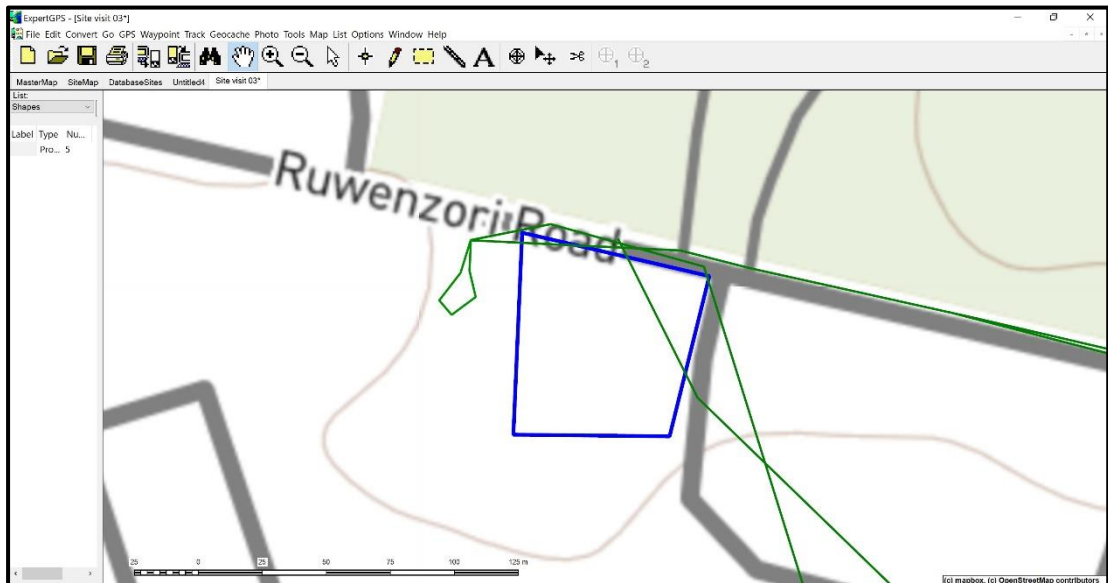 ExpertGPS - [Site visit 03*]
File Edit Convert Go GPS Waypoint Track Geocache Photo Tools Map List Options Window Help
A
1 2
MasterMap SiteMap DatabaseSites Untitled4 Site visit 03*
List:
Shapes
Label Type Nu...
Pro... 5
Ruwenzori Road
25 0 25 50 75 100 125 m
(c) mapbox, (c) OpenStreetMap contributors